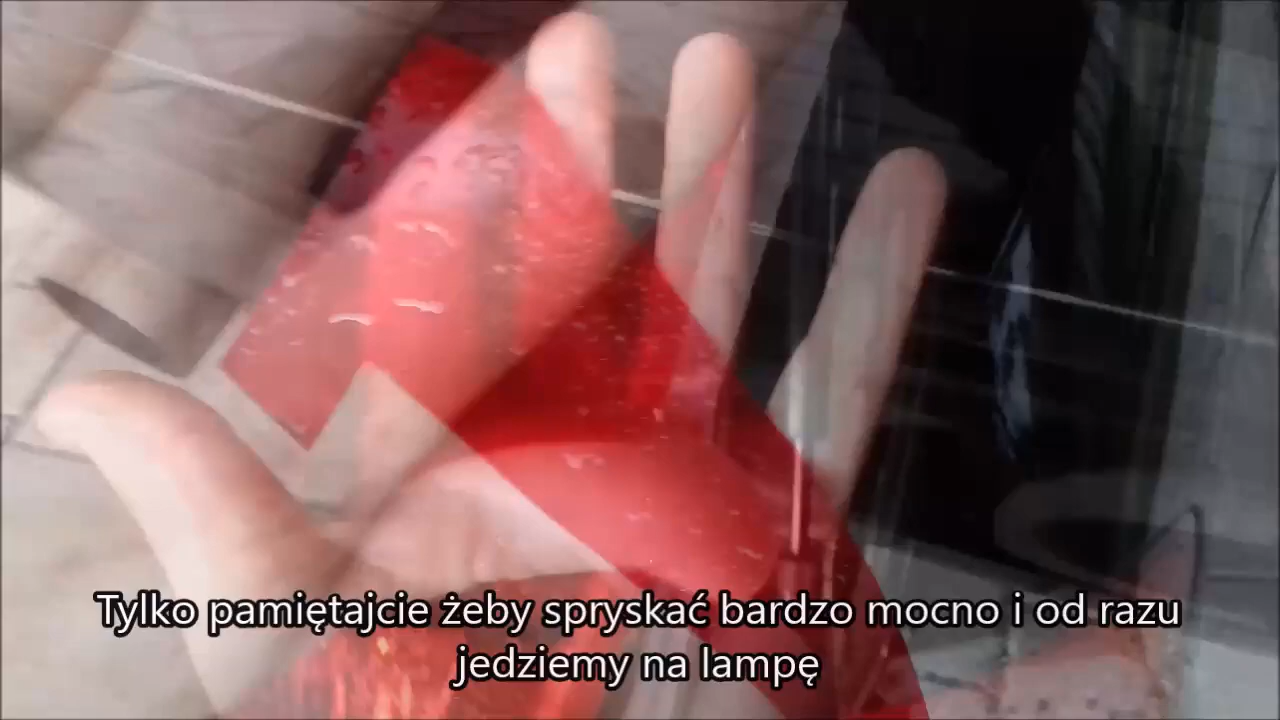 Tylko pamiętajcie żeby spryskać bardzo mocno i od razu
jedziemy na lampę